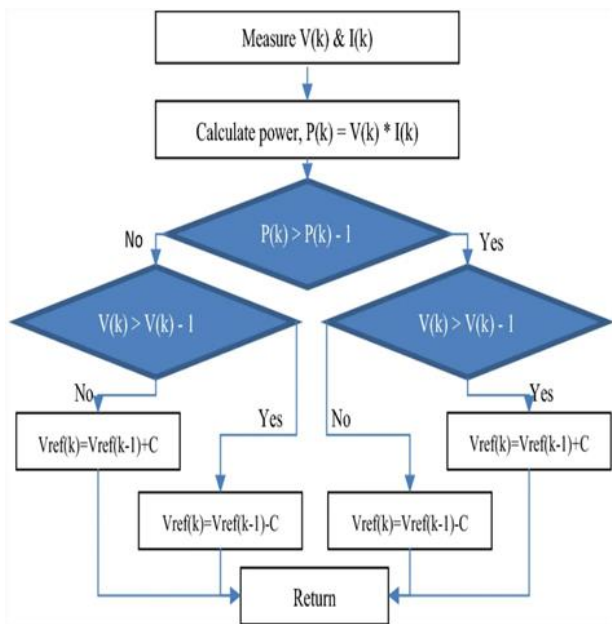 Measure V(k) & I(k)
Calculate power, P(k) = V(k) * I(k)
P(k) > P(k) - 1
No
Yes
V(k) > V(k) - 1
V(k) > V(k) - 1
No
Yes
No
Yes
Vref(k)=Vref(k-1)+C
Vref(k)=Vref(k-1)+C
Vref(k)=Vref(k-1)-C
Vref(k)=Vref(k-1)-C
Return